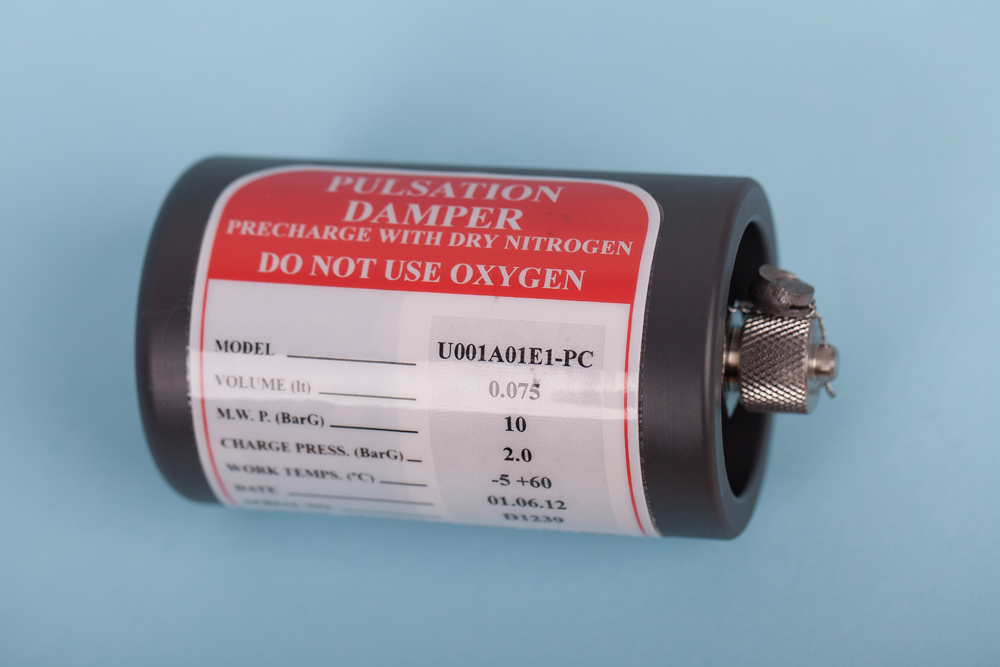 PULSATION
DAMPER
PRECHARGE WITH DRY NITROGEN
DO NOT USE OXYGEN
MODEL U001A01E1-PC
VOLUME (lt) 0.075
M.W. P. (BarG) 10
CHARGE PRESS. (BarG) 2.0
WORK TEMPS. (°C) -5 +60
DATE 01.06.12
D1239